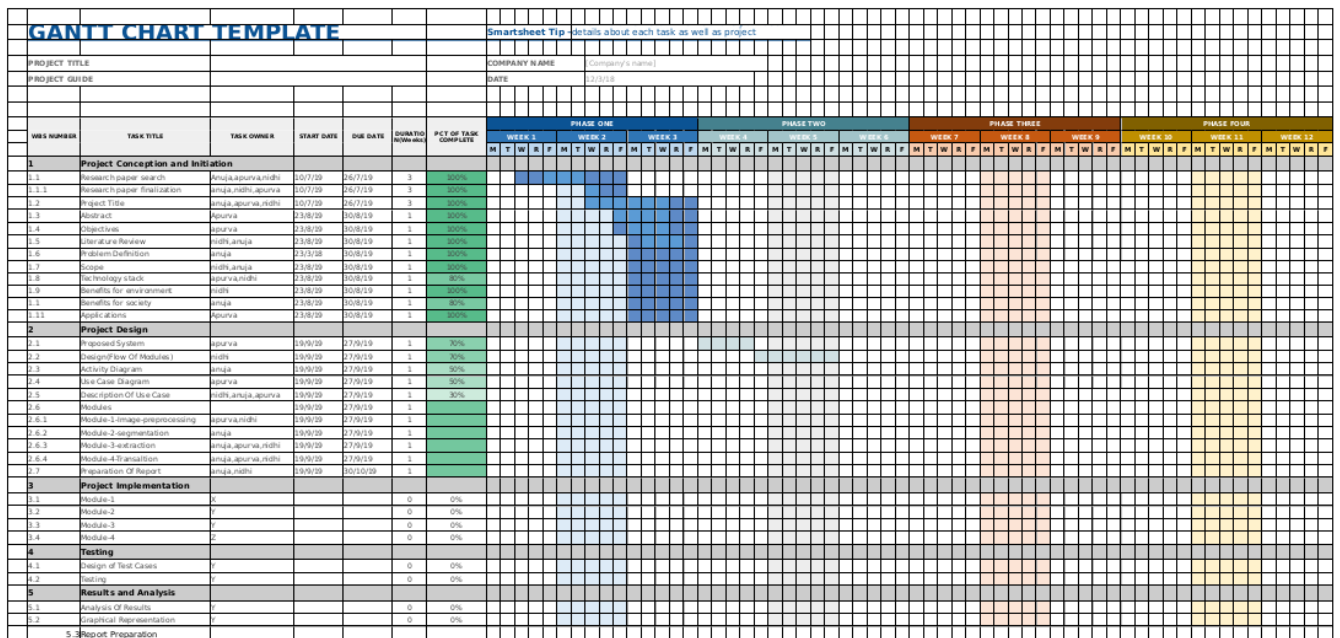 GANTT CHART TEMPLATE
Smartsheet Tip -details about each task as well as project
PROJECT TITLE COMPANY NAME [Company's name]
PROJECT GUIDE DATE 12/3/18
PHASE ONE PHASE TWO PHASE THREE PHASE FOUR
WBS NUMBER TASK TITLE TASK OWNER START DATE DUE DATE DURATION(Weeks) PCT OF TASK COMPLETE
WEEK 1 WEEK 2 WEEK 3 WEEK 4 WEEK 5 WEEK 6 WEEK 7 WEEK 8 WEEK 9 WEEK 10 WEEK 11 WEEK 12
M T W R F M T W R F M T W R F M T W R F M T W R F M T W R F M T W R F M T W R F M T W R F M T W R F M T W R F M T W R F
1 Project Conception and Initiation
1.1 Research paper search Anuja,apurva,nidhi 10/7/19 26/7/19 3 100%
1.1.1 Research paper finalization anuja,nidhi,apurva 10/7/19 26/7/19 3 100%
1.2 Project Title anuja,apurva,nidhi 10/7/19 26/7/19 3 100%
1.3 Abstract Apurva 23/8/19 30/8/19 1 100%
1.4 Objectives apurva 23/8/19 30/8/19 1 100%
1.5 Literature Review nidhi,anuja 23/8/19 30/8/19 1 100%
1.6 Problem Definition anuja 23/3/18 30/8/19 1 100%
1.7 Scope nidhi,anuja 23/8/19 30/8/19 1 100%
1.8 Technology stack apurva,nidhi 23/8/19 30/8/19 1 80%
1.9 Benefits for environment nidhi 23/8/19 30/8/19 1 100%
1.1 Benefits for society anuja 23/8/19 30/8/19 1 80%
1.11 Applications Apurva 23/8/19 30/8/19 1 100%
2 Project Design
2.1 Proposed System apurva 19/9/19 27/9/19 1 70%
2.2 Design(Flow Of Modules) nidhi 19/9/19 27/9/19 1 70%
2.3 Activity Diagram anuja 19/9/19 27/9/19 1 50%
2.4 Use Case Diagram apurva 19/9/19 27/9/19 1 50%
2.5 Description Of Use Case nidhi,anuja,apurva 19/9/19 27/9/19 1 30%
2.6 Modules 19/9/19 27/9/19 1
2.6.1 Module-1-Image-preprocessing apurva,nidhi 19/9/19 27/9/19 1
2.6.2 Module-2-segmentation anuja 19/9/19 27/9/19 1
2.6.3 Module-3-extraction anuja,apurva,nidhi 19/9/19 27/9/19 1
2.6.4 Module-4-Transaltion anuja,apurva,nidhi 19/9/19 27/9/19 1
2.7 Preparation Of Report anuja,nidhi 19/9/19 30/10/19 1
3 Project Implementation
3.1 Module-1 X 0 0%
3.2 Module-2 Y 0 0%
3.3 Module-3 Y 0 0%
3.4 Module-4 Z 0 0%
4 Testing
4.1 Design of Test Cases Y 0 0%
4.2 Testing Y 0 0%
5 Results and Analysis
5.1 Analysis Of Results Y 0 0%
5.2 Graphical Representation Y 0 0%
5.3 Report Preparation